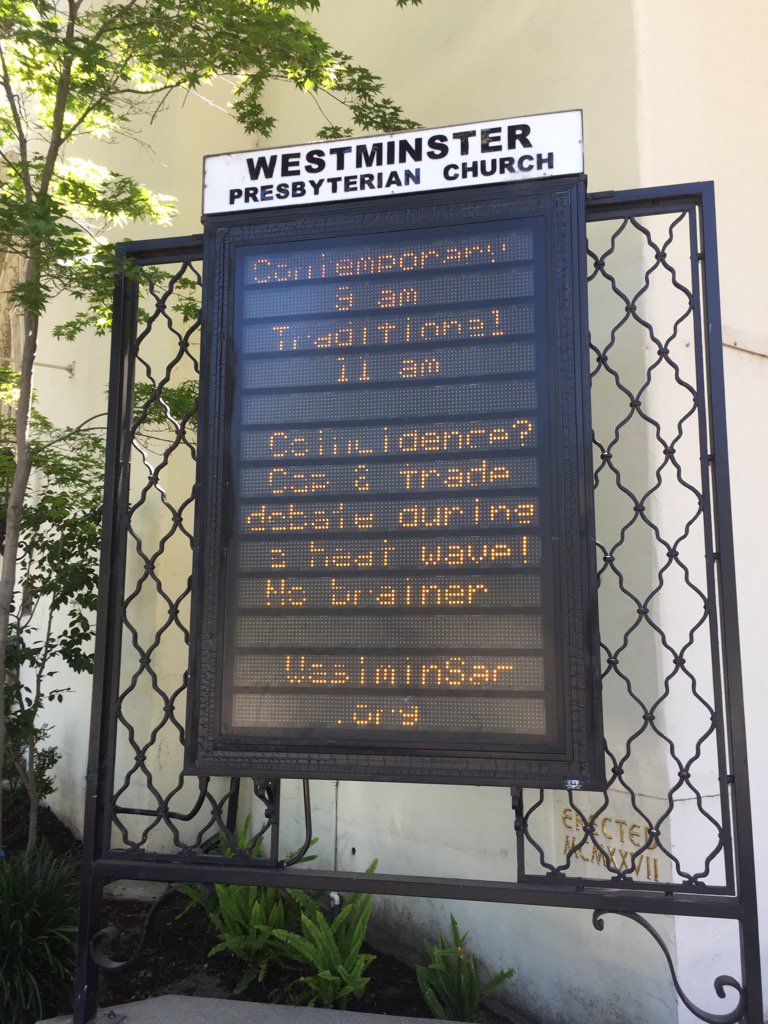 WESTMINSTER
PRESBYTERIAN CHURCH
Contemporary
9 am
Traditional
11 am
Coincidence?
Cap & Trade
debate during
a heat wave!
No brainer
WestminSac
.org
ERECTED
MCMXXVII